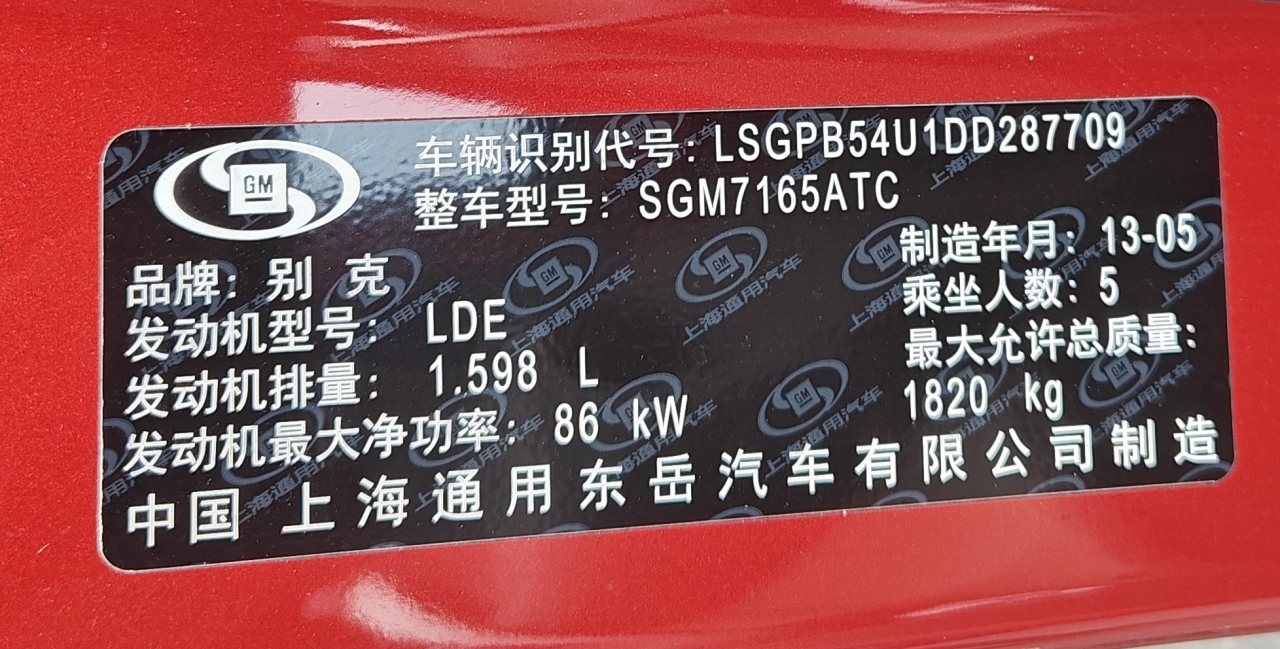 GM
车辆识别代号: LSGPB54U1DD287709
整车型号: SGM7165ATC
品牌: 别 克
制造年月: 13-05
发动机型号: LDE
乘坐人数: 5
发动机排量: 1.598 L
最大允许总质量:
1820 kg
发动机最大净功率: 86 kW
中国 上海通用东岳汽车有限公司制造